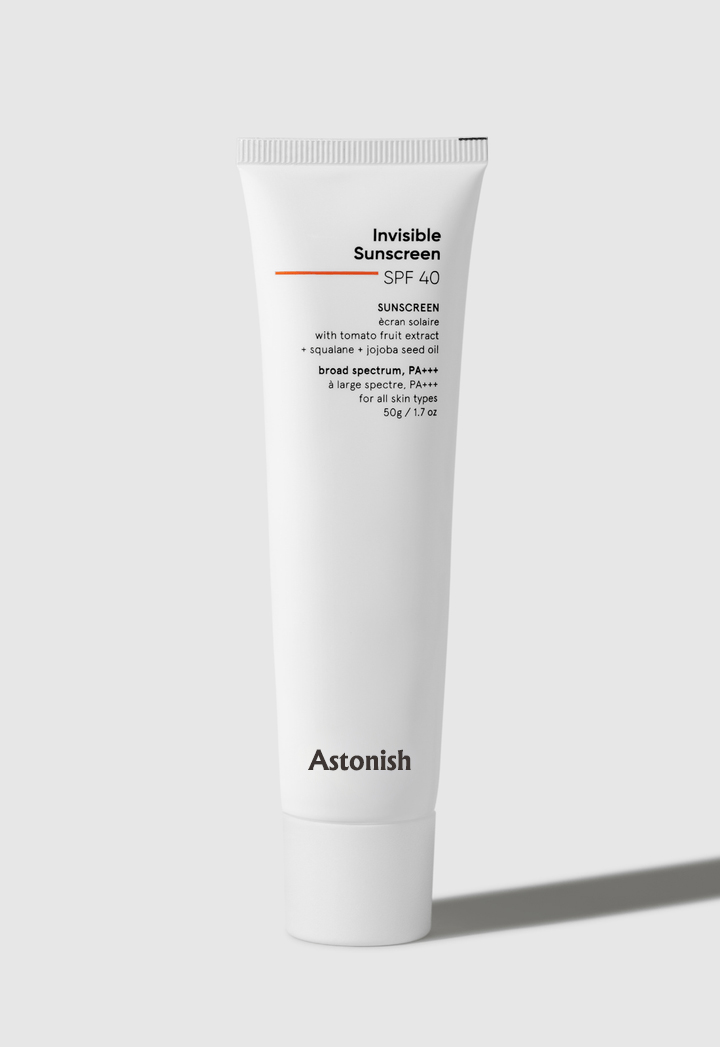 Invisible
Sunscreen
SPF 40
SUNSCREEN
ècran solaire
with tomato fruit extract
+ squalane + jojoba seed oil
broad spectrum, PA+++
à large spectre, PA+++
for all skin types
50g / 1.7 oz
Astonish